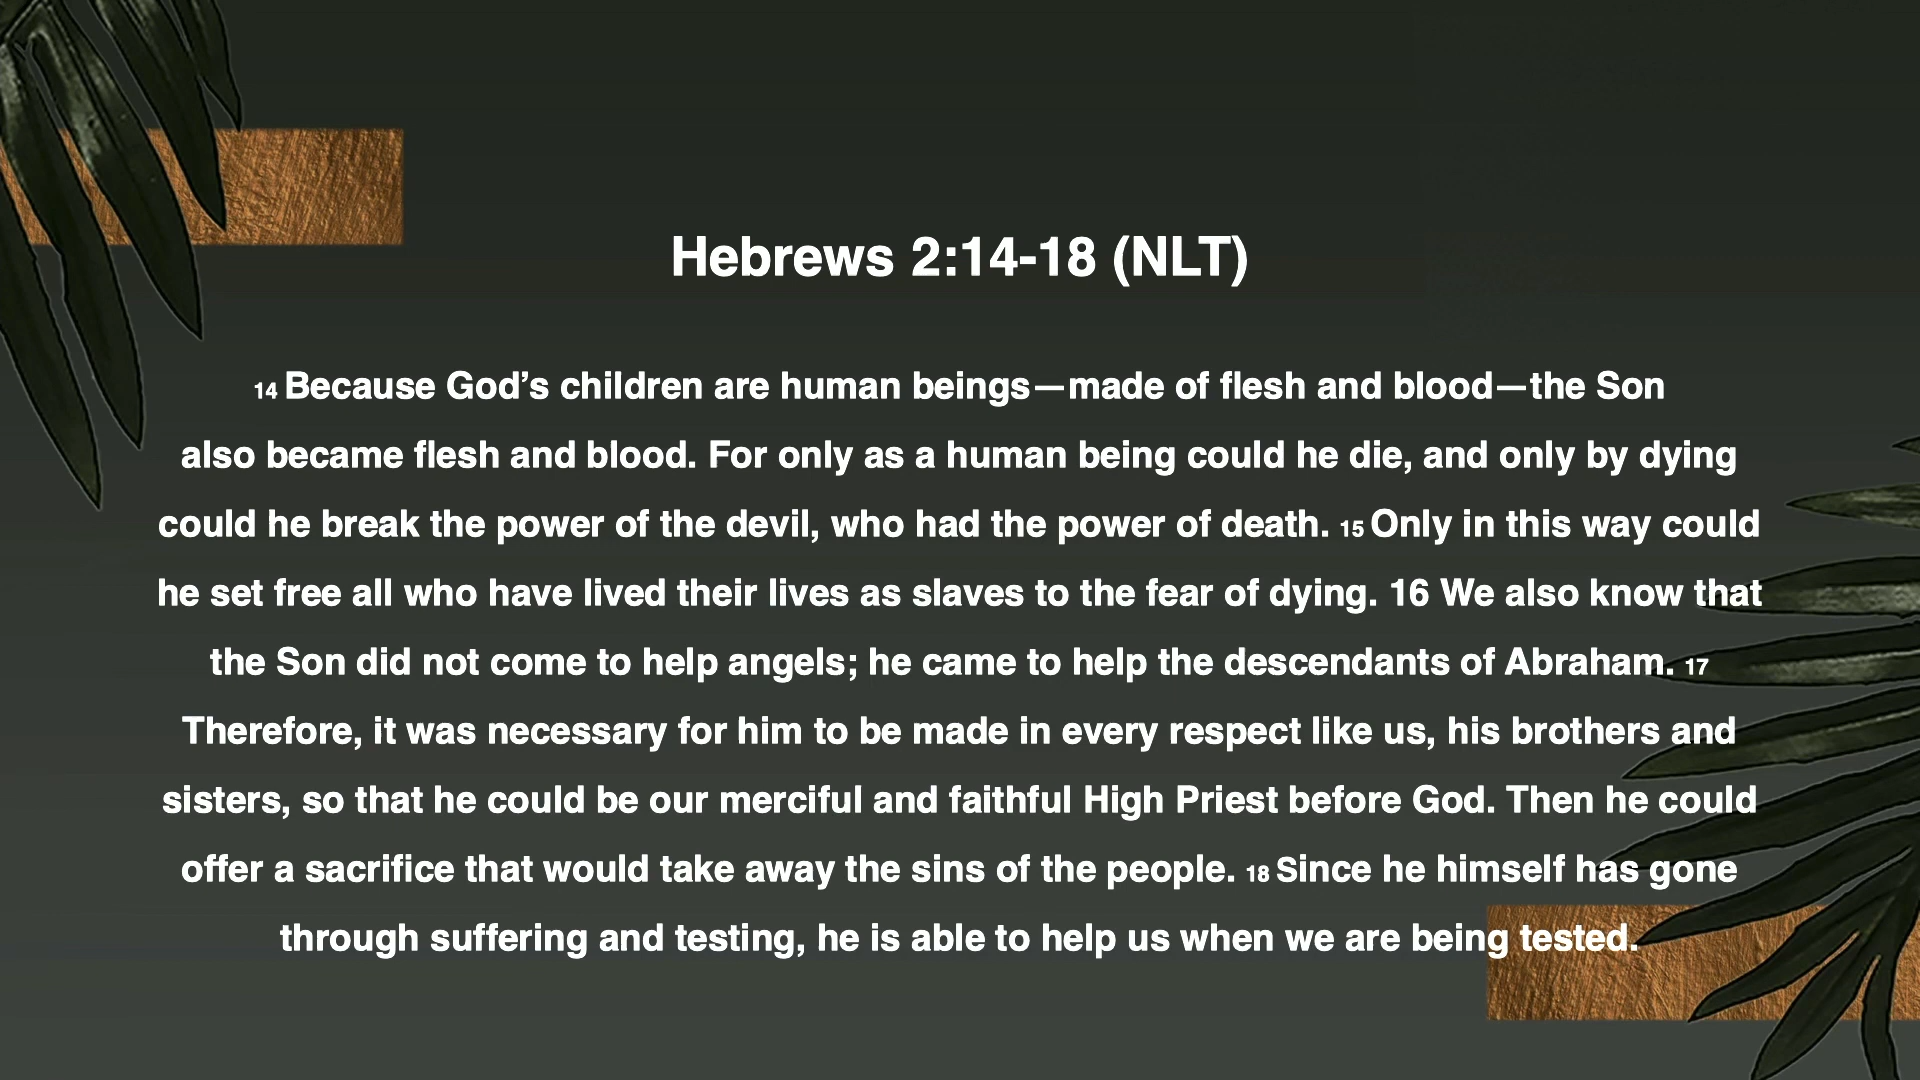 Hebrews 2:14-18 (NLT)
14 Because God’s children are human beings—made of flesh and blood—the Son
also became flesh and blood. For only as a human being could he die, and only by dying
could he break the power of the devil, who had the power of death. 15 Only in this way could
he set free all who have lived their lives as slaves to the fear of dying. 16 We also know that
the Son did not come to help angels; he came to help the descendants of Abraham. 17
Therefore, it was necessary for him to be made in every respect like us, his brothers and
sisters, so that he could be our merciful and faithful High Priest before God. Then he could
offer a sacrifice that would take away the sins of the people. 18 Since he himself has gone
through suffering and testing, he is able to help us when we are being tested.